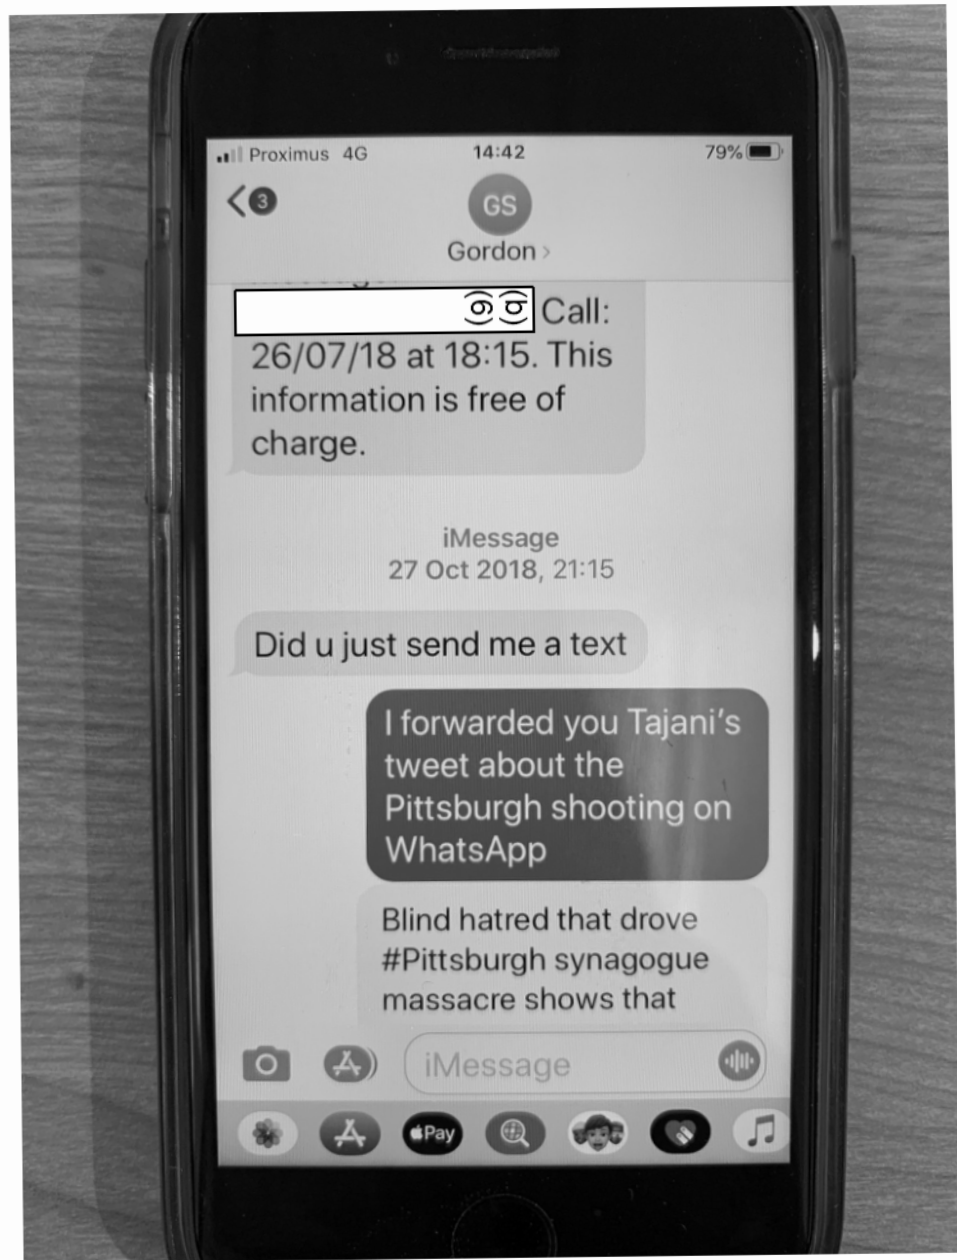 Proximus 4G 14:42 79%
3
GS
Gordon >
(b) (6) Call:
26/07/18 at 18:15. This
information is free of
charge.
iMessage
27 Oct 2018, 21:15
Did u just send me a text
I forwarded you Tajani's
tweet about the
Pittsburgh shooting on
WhatsApp
Blind hatred that drove
#Pittsburgh synagogue
massacre shows that
iMessage
Pay